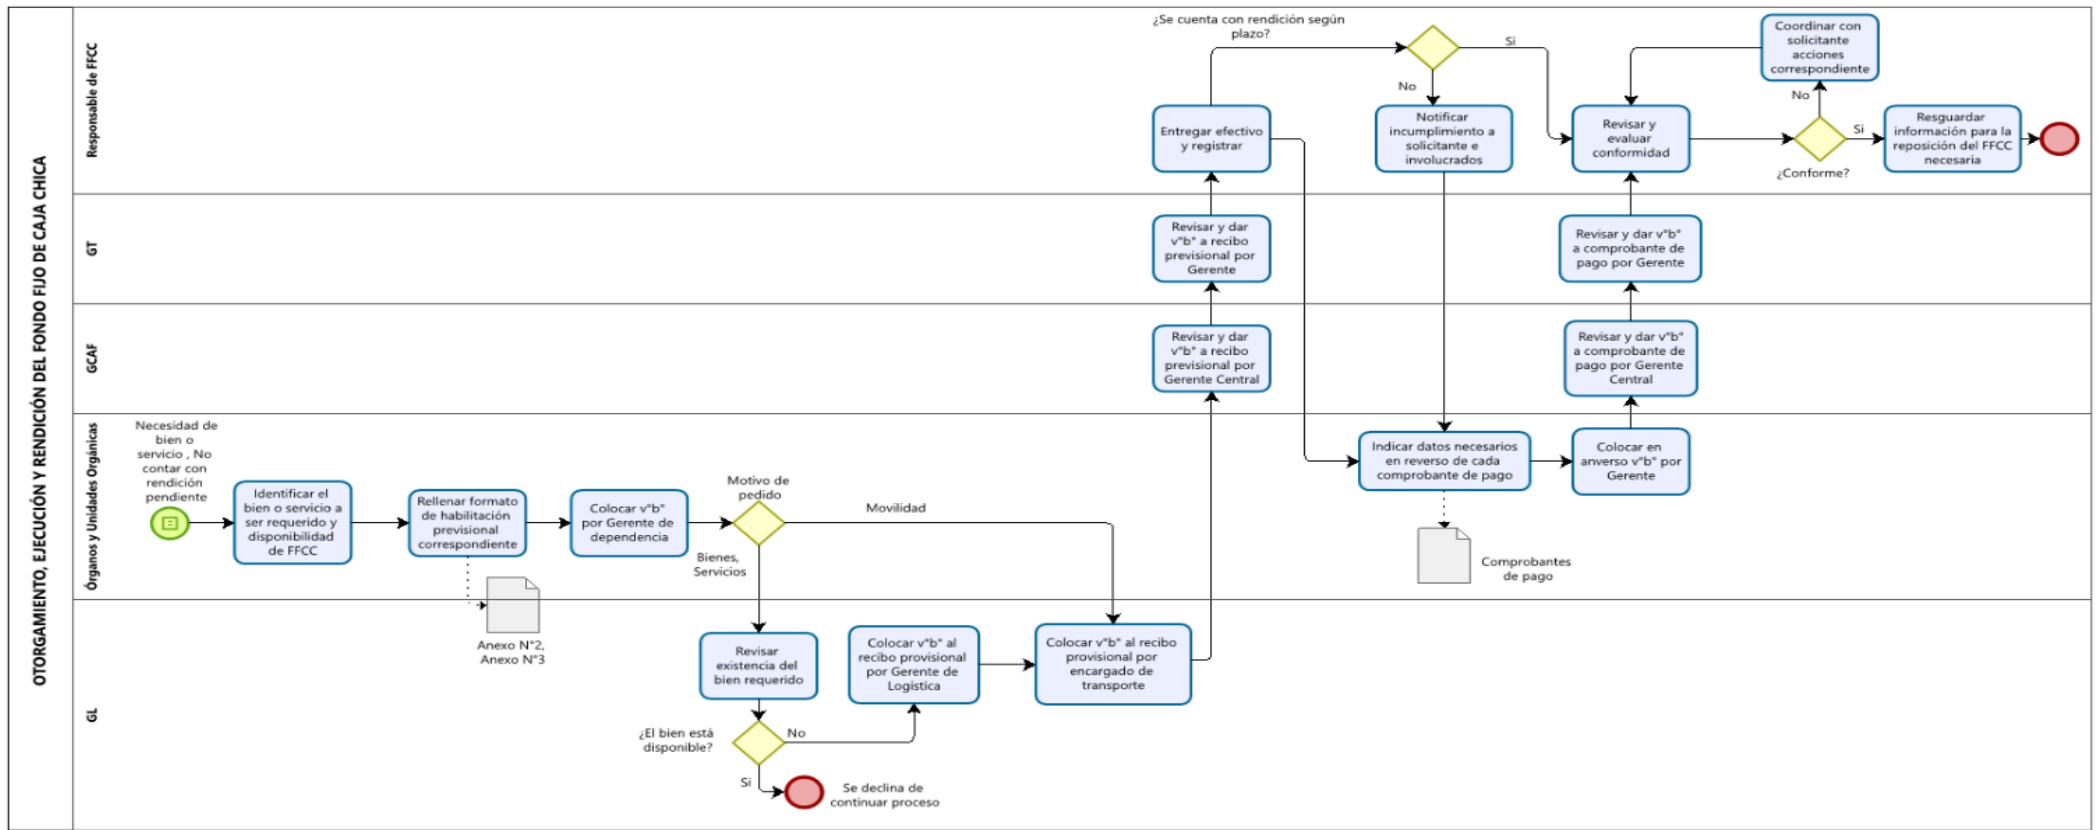 OTORGAMIENTO, EJECUCIÓN Y RENDICIÓN DEL FONDO FIJO DE CAJA CHICA
Responsable de FFCC
¿Se cuenta con rendición según
plazo?
Si
No
Entregar efectivo
y registrar
Notificar
incumplimiento a
solicitante e
involucrados
Revisar y
evaluar
conformidad
Coordinar con
solicitante
acciones
correspondiente
No
Si
¿Conforme?
Resguardar
información para la
reposición del FFCC
necesaria
GT
Revisar y dar
v°b° a recibo
previsional por
Gerente
Revisar y dar v°b°
a comprobante de
pago por Gerente
GCAF
Revisar y dar
v°b° a recibo
previsional por
Gerente Central
Revisar y dar v°b°
a comprobante de
pago por Gerente
Central
Órganos y Unidades Orgánicas
Necesidad de
bien o
servicio , No
contar con
rendición
pendiente
Identificar el
bien o servicio a
ser requerido y
disponibilidad
de FFCC
Rellenar formato
de habilitación
previsional
correspondiente
Anexo N°2,
Anexo N°3
Colocar v°b°
por Gerente de
dependencia
Motivo de
pedido
Movilidad
Bienes,
Servicios
Indicar datos necesarios
en reverso de cada
comprobante de pago
Comprobantes
de pago
Colocar en
anverso v°b° por
Gerente
GL
Revisar
existencia del
bien requerido
¿El bien está
disponible?
No
Si
Se declina de
continuar proceso
Colocar v°b° al
recibo provisional
por Gerente de
Logística
Colocar v°b° al recibo
provisional por
encargado de
transporte